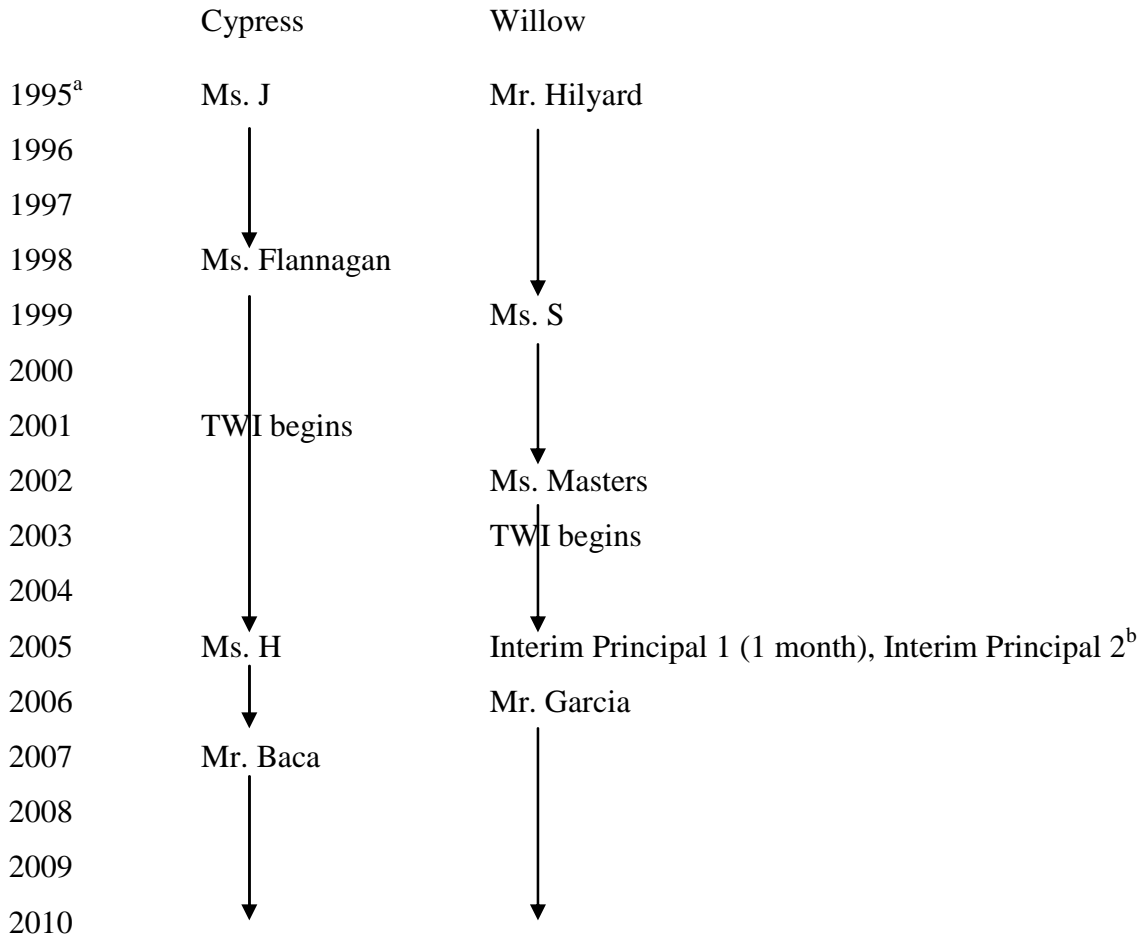 Cypress Willow
1995a Ms. J Mr. Hilyard
1996
1997
1998 Ms. Flannagan
1999 Ms. S
2000
2001 TWI begins
2002 Ms. Masters
2003 TWI begins
2004
2005 Ms. H Interim Principal 1 (1 month), Interim Principal 2b
2006 Mr. Garcia
2007 Mr. Baca
2008
2009
2010